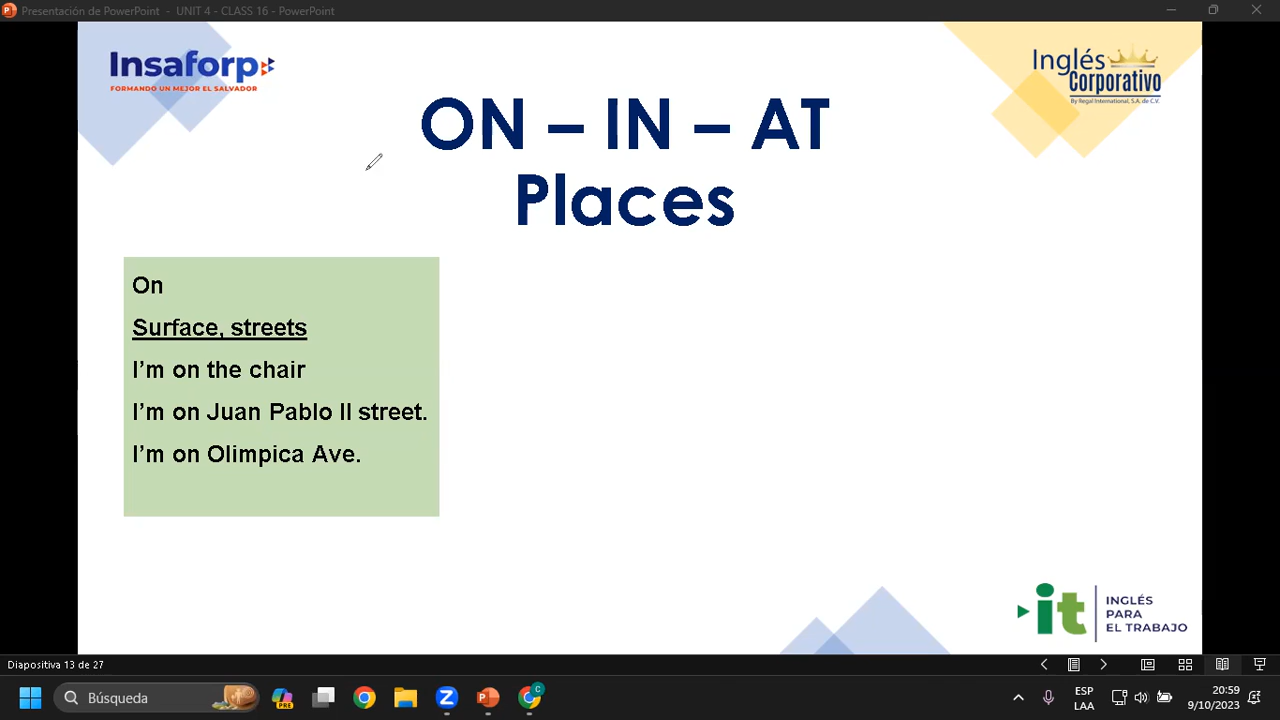 Presentación de PowerPoint - UNIT 4 - CLASS 16 - PowerPoint
Insaforp
FORMANDO UN MEJOR EL SALVADOR
Inglés
Corporativo
By Regal International, S.A. de C.V.
ON – IN – AT
Places
On
Surface, streets
I'm on the chair
I'm on Juan Pablo II street.
I'm on Olimpica Ave.
it
INGLÉS
PARA
EL TRABAJO
Diapositiva 13 de 27
Búsqueda
PRE
C
ESP
LAA
20:59
9/10/2023